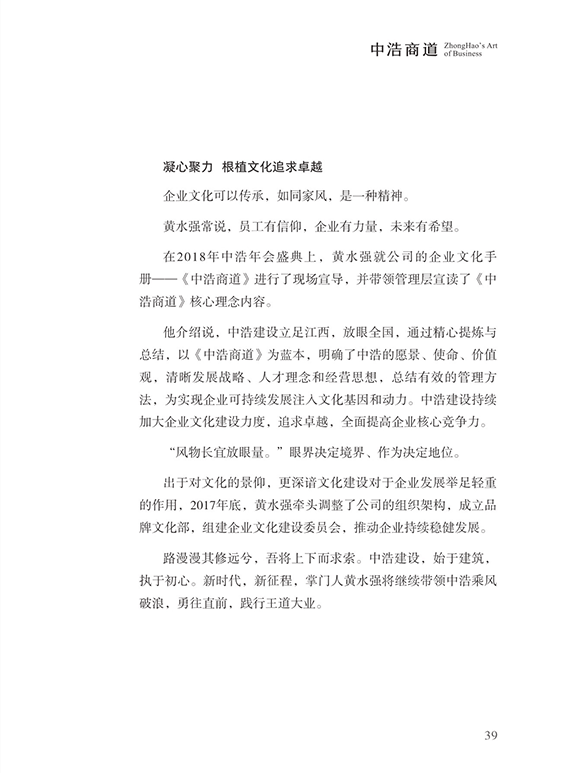 中浩商道 ZhongHao's Art
of Business
凝心聚力 根植文化追求卓越
企业文化可以传承，如同家风，是一种精神。
黄水强常说，员工有信仰，企业有力量，未来有希望。
在2018年中浩年会盛典上，黄水强就公司的企业文化手
册——《中浩商道》进行了现场宣导，并带领管理层宣读了《中
浩商道》核心理念内容。
他介绍说，中浩建设立足江西，放眼全国，通过精心提炼与
总结，以《中浩商道》为蓝本，明确了中浩的愿景、使命、价值
观，清晰发展战略、人才理念和经营思想，总结有效的管理方
法，为实现企业可持续发展注入文化基因和动力。中浩建设持续
加大企业文化建设力度，追求卓越，全面提高企业核心竞争力。
“风物长宜放眼量。”眼界决定境界、作为决定地位。
出于对文化的景仰，更深谙文化建设对于企业发展举足轻重
的作用，2017年底，黄水强牵头调整了公司的组织架构，成立品
牌文化部，组建企业文化建设委员会，推动企业持续稳健发展。
路漫漫其修远兮，吾将上下而求索。中浩建设，始于建筑，
执于初心。新时代，新征程，掌门人黄水强将继续带领中浩乘风
破浪，勇往直前，践行王道大业。
39